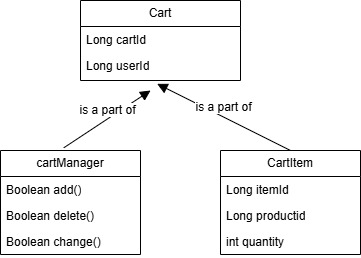 Cart
Long cartId
Long userId
is a part of
is a part of
cartManager
Boolean add()
Boolean delete()
Boolean change()
CartItem
Long itemId
Long productid
int quantity